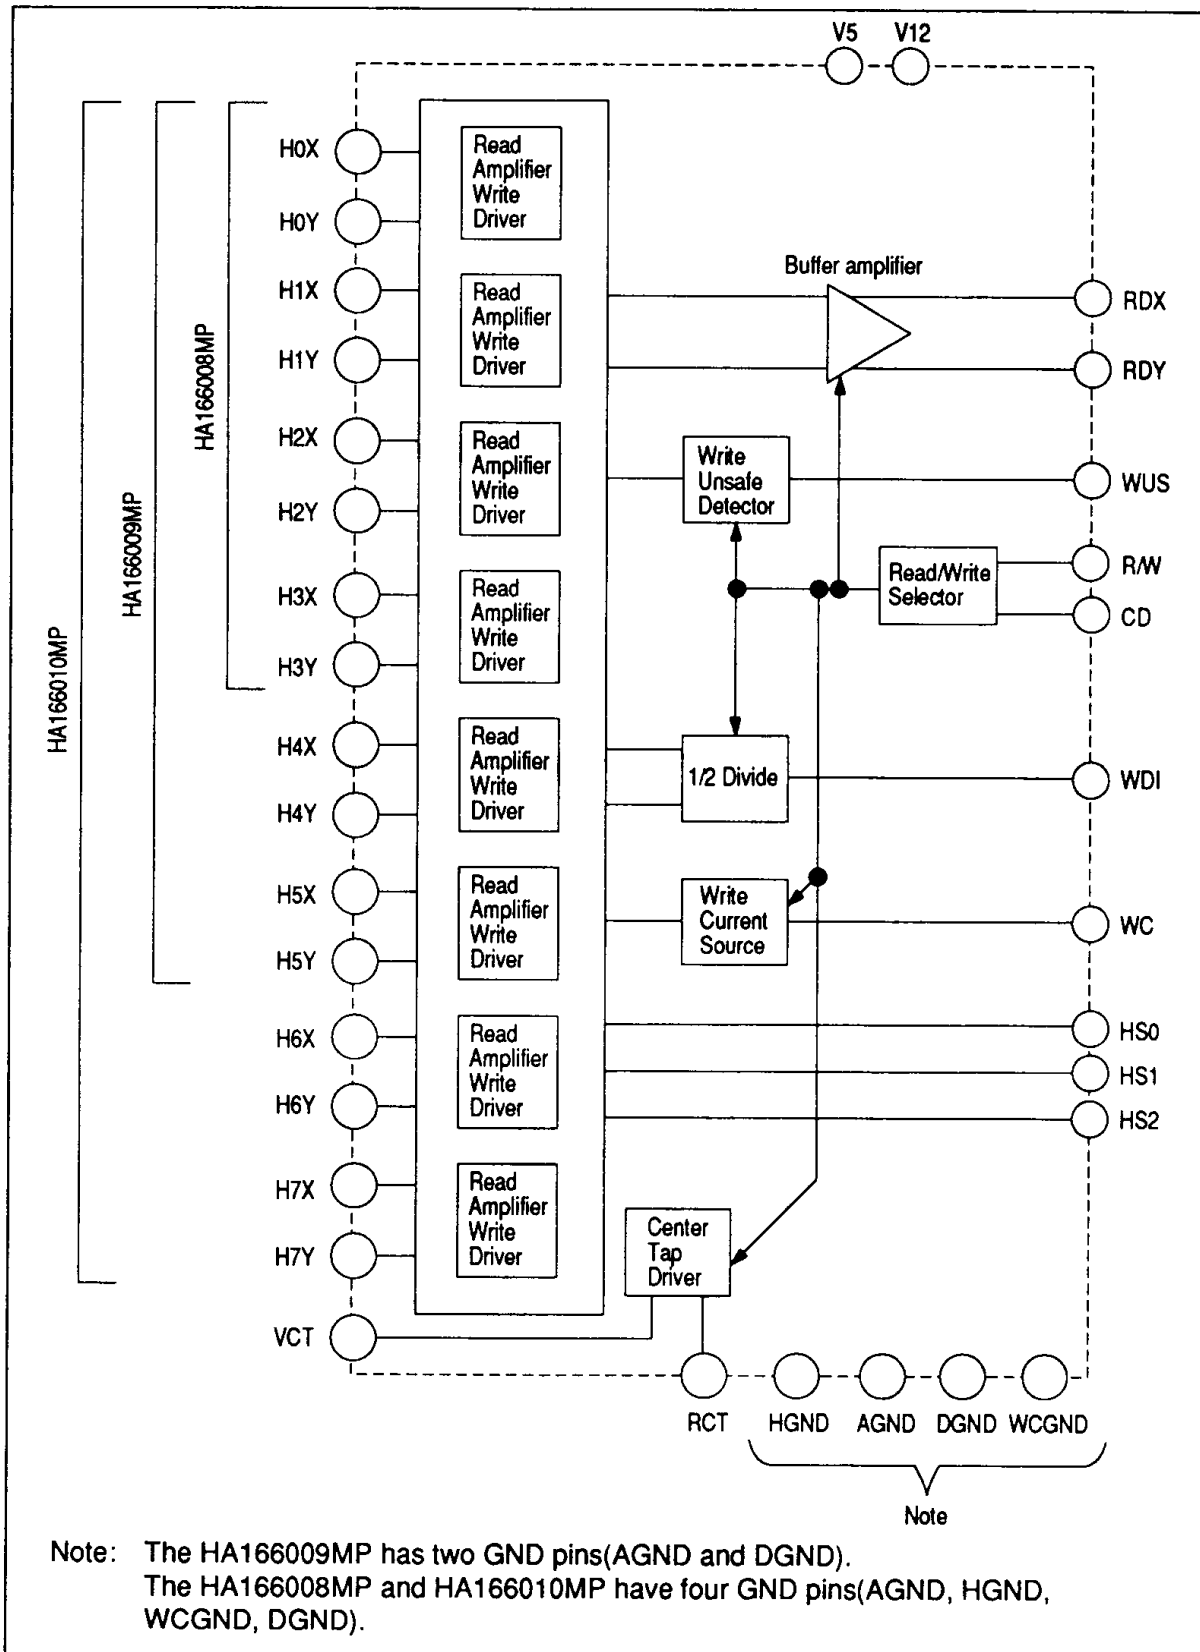 V5
V12
HA166010MP
HA166009MP
HA166008MP
H0X
H0Y
H1X
H1Y
H2X
H2Y
H3X
H3Y
H4X
H4Y
H5X
H5Y
H6X
H6Y
H7X
H7Y
VCT
Read
Amplifier
Write
Driver
Read
Amplifier
Write
Driver
Read
Amplifier
Write
Driver
Read
Amplifier
Write
Driver
Read
Amplifier
Write
Driver
Read
Amplifier
Write
Driver
Read
Amplifier
Write
Driver
Read
Amplifier
Write
Driver
Buffer amplifier
Write
Unsafe
Detector
Read/Write
Selector
1/2 Divide
Write
Current
Source
Center
Tap
Driver
RDX
RDY
WUS
R/W
CD
WDI
WC
HS0
HS1
HS2
RCT
HGND
AGND
DGND
WCGND
Note
Note: The HA166009MP has two GND pins(AGND and DGND).
The HA166008MP and HA166010MP have four GND pins(AGND, HGND,
WCGND, DGND).